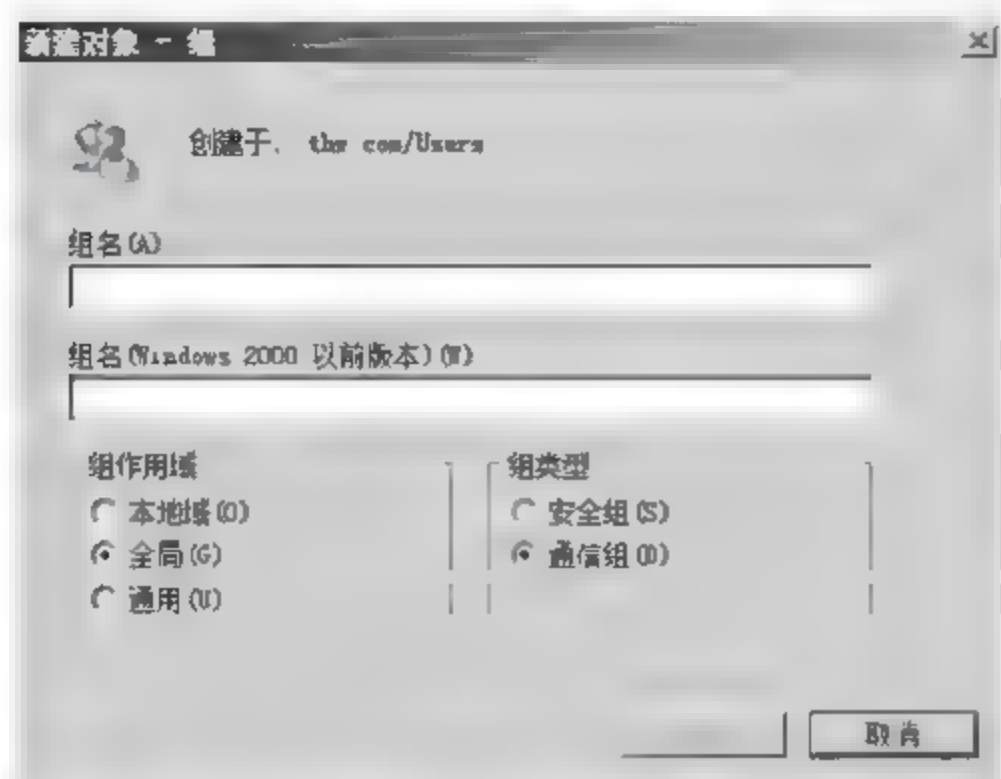 新建对象 - 组
创建于. thw com/Users
组名(A)
组名(Windows 2000 以前版本)(W)
组作用域
本地域(O)
全局(G)
通用(U)
组类型
安全组(S)
通信组(D)
取消